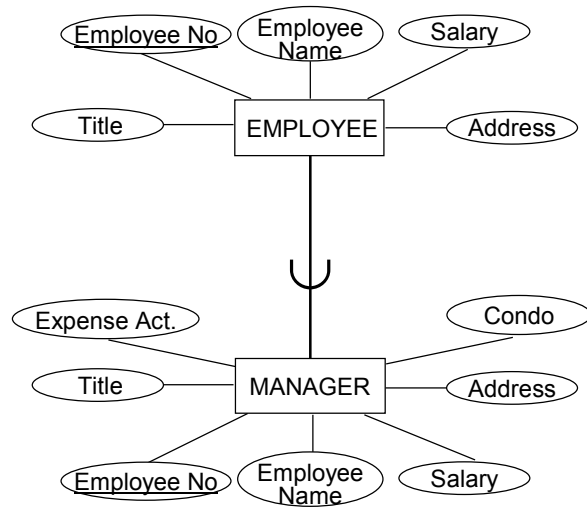 Employee No
Employee
Name
Salary
Title
EMPLOYEE
Address
Expense Act.
Condo
Title
MANAGER
Address
Employee No
Employee
Name
Salary